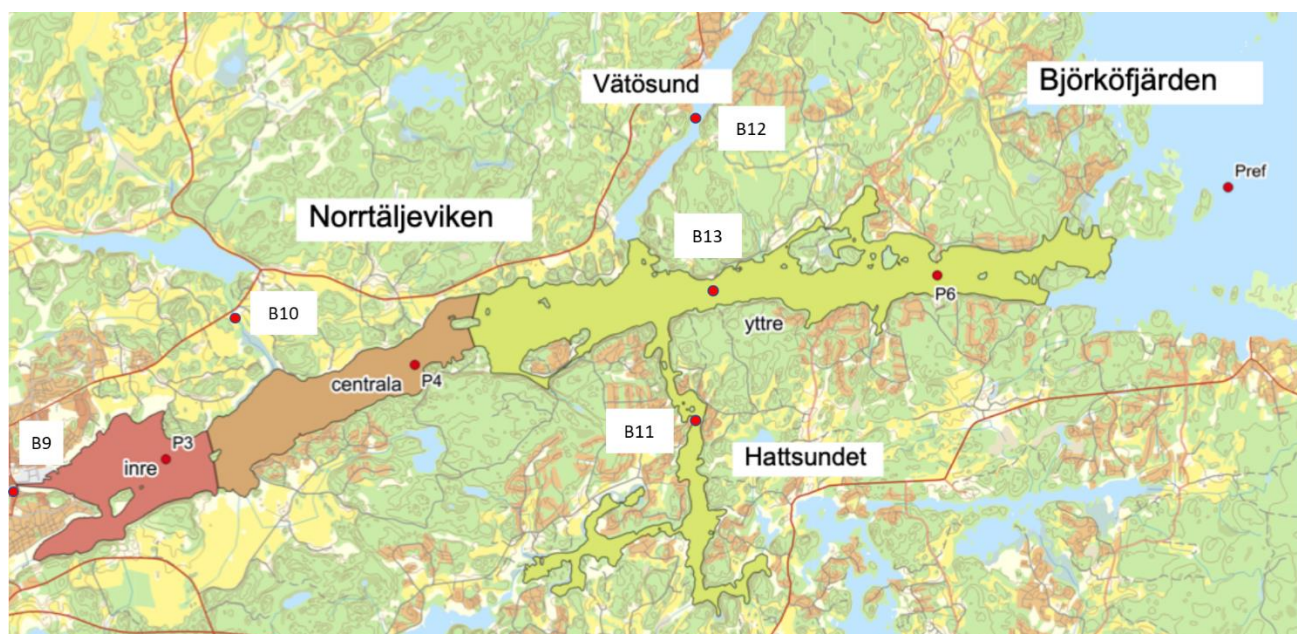 Björköfjärden
Vätösund
B12
Pref
Norrtäljeviken
B13
B10
P6
yttre
centrala
P4
B9
P3
inre
B11
Hattsundet